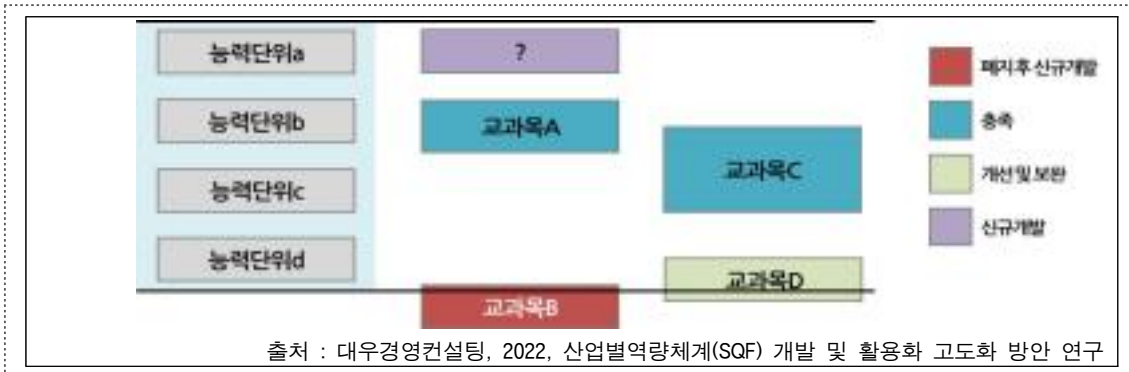 능력단위a
?
폐지후 신규개발
능력단위b
교과목A
충족
교과목C
개선 및 보완
능력단위c
신규개발
능력단위d
교과목D
교과목B
출처 : 대우경영컨설팅, 2022, 산업별역량체계(SQF) 개발 및 활용화 고도화 방안 연구